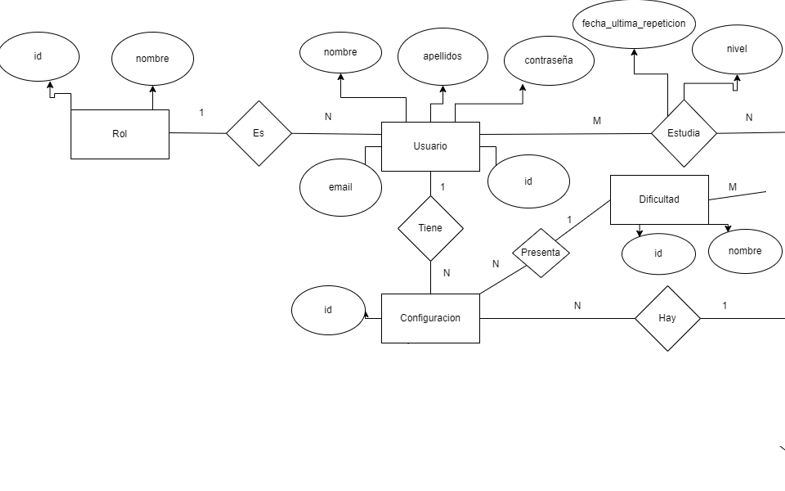 fecha_ultima_repeticion
id
nombre
nombre
apellidos
contraseña
nivel
1
N
M
N
Rol
Es
Usuario
Estudia
email
1
id
Dificultad
M
1
Tiene
Presenta
id
nombre
N
N
id
Configuracion
N
Hay
1